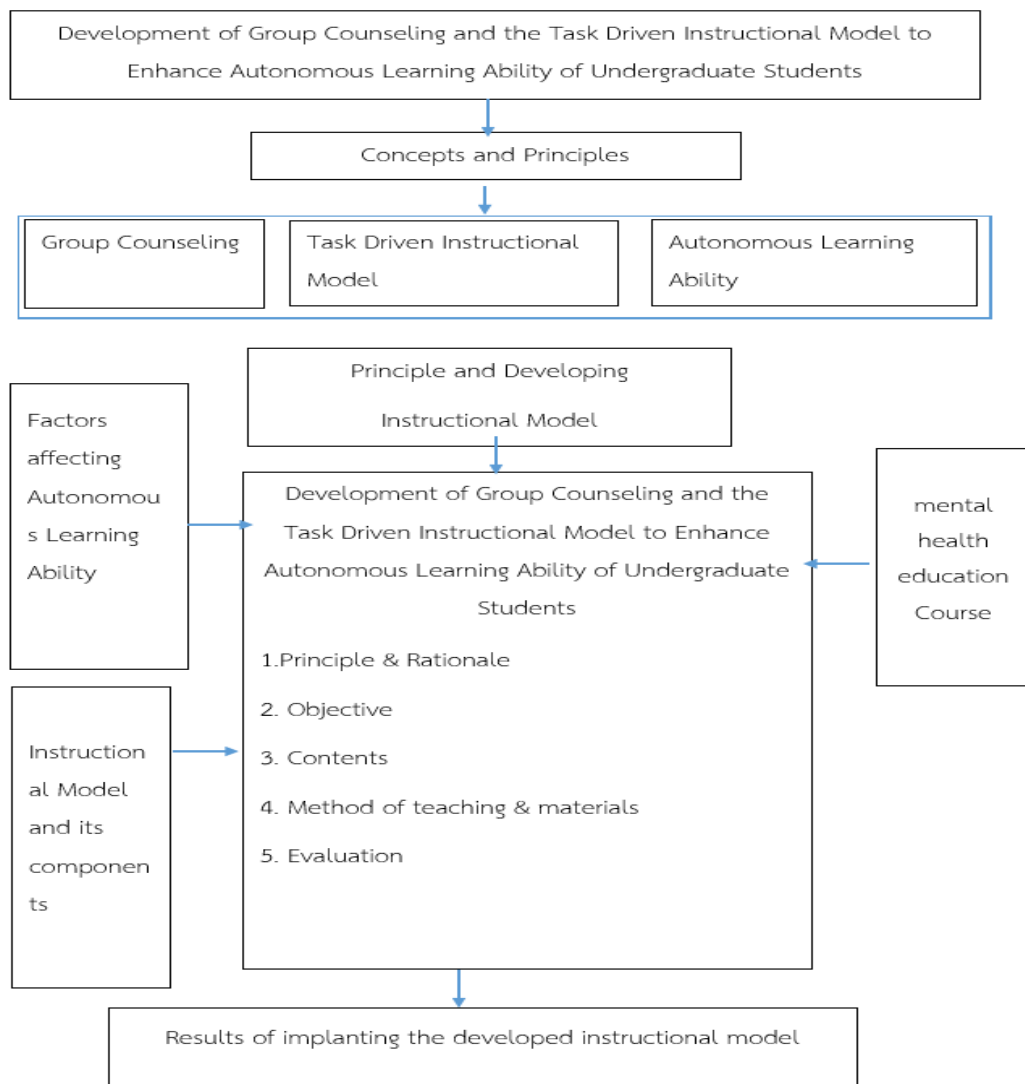 Development of Group Counseling and the Task Driven Instructional Model to
Enhance Autonomous Learning Ability of Undergraduate Students
Concepts and Principles
Group Counseling
Task Driven Instructional
Model
Autonomous Learning
Ability
Principle and Developing
Instructional Model
Factors
affecting
Autonomou
s Learning
Ability
Development of Group Counseling and the
Task Driven Instructional Model to Enhance
Autonomous Learning Ability of Undergraduate
Students
1.Principle & Rationale
2. Objective
3. Contents
4. Method of teaching & materials
5. Evaluation
mental
health
education
Course
Instruction
al Model
and its
componen
ts
Results of implanting the developed instructional model